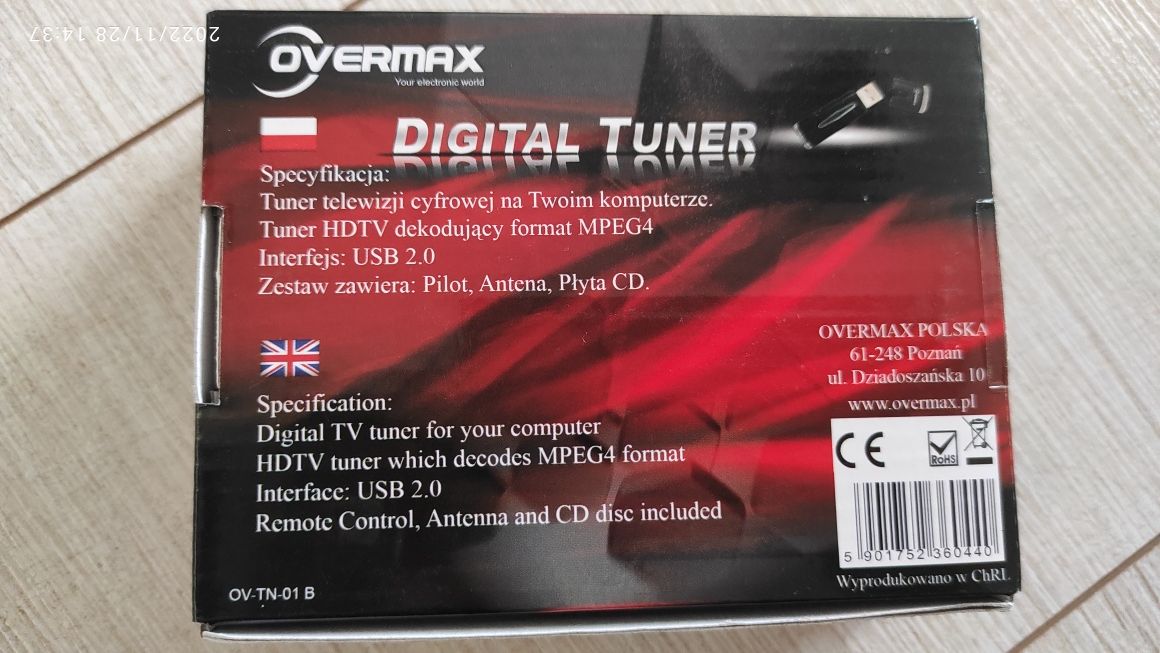 2022/11/28 14:37
OVERMAX
Your electronic world
DIGITAL TUNER
Specyfikacja:
Tuner telewizji cyfrowej na Twoim komputerze.
Tuner HDTV dekodujący format MPEG4
Interfejs: USB 2.0
Zestaw zawiera: Pilot, Antena, Płyta CD.
Specification:
Digital TV tuner for your computer
HDTV tuner which decodes MPEG4 format
Interface: USB 2.0
Remote Control, Antenna and CD disc included
OV-TN-01 B
OVERMAX POLSKA
61-248 Poznań
ul. Dziadoszańska 10
www.overmax.pl
CE
RoHS
5 901752 360440
Wyprodukowano w ChRL